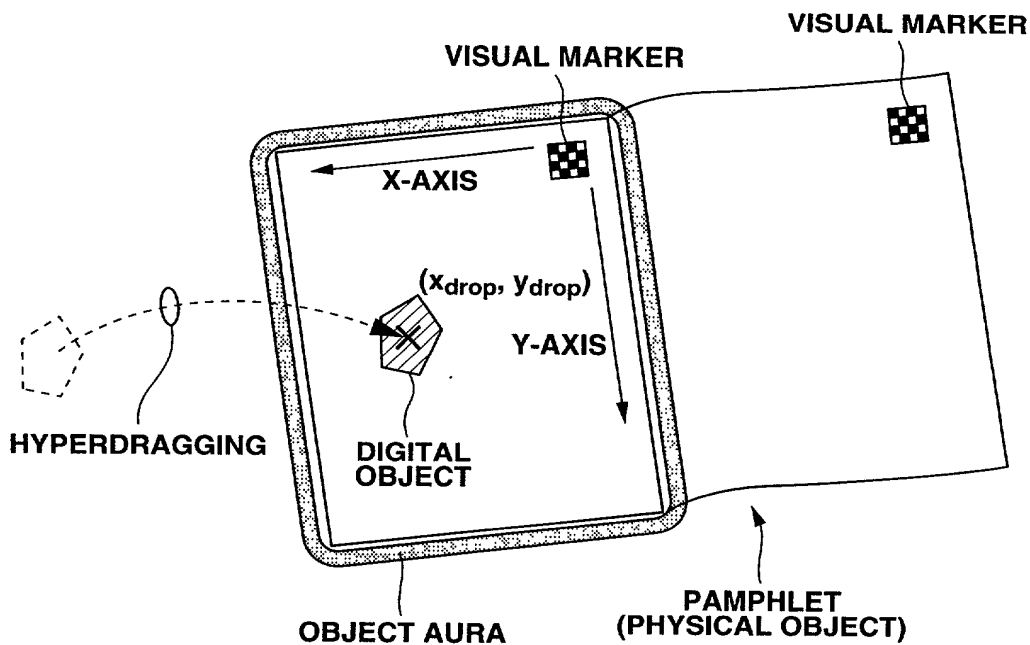 VISUAL MARKER
VISUAL MARKER
X-AXIS
(xdrop, ydrop)
Y-AXIS
HYPERDRAGGING
DIGITAL
OBJECT
OBJECT AURA
PAMPHLET
(PHYSICAL OBJECT)